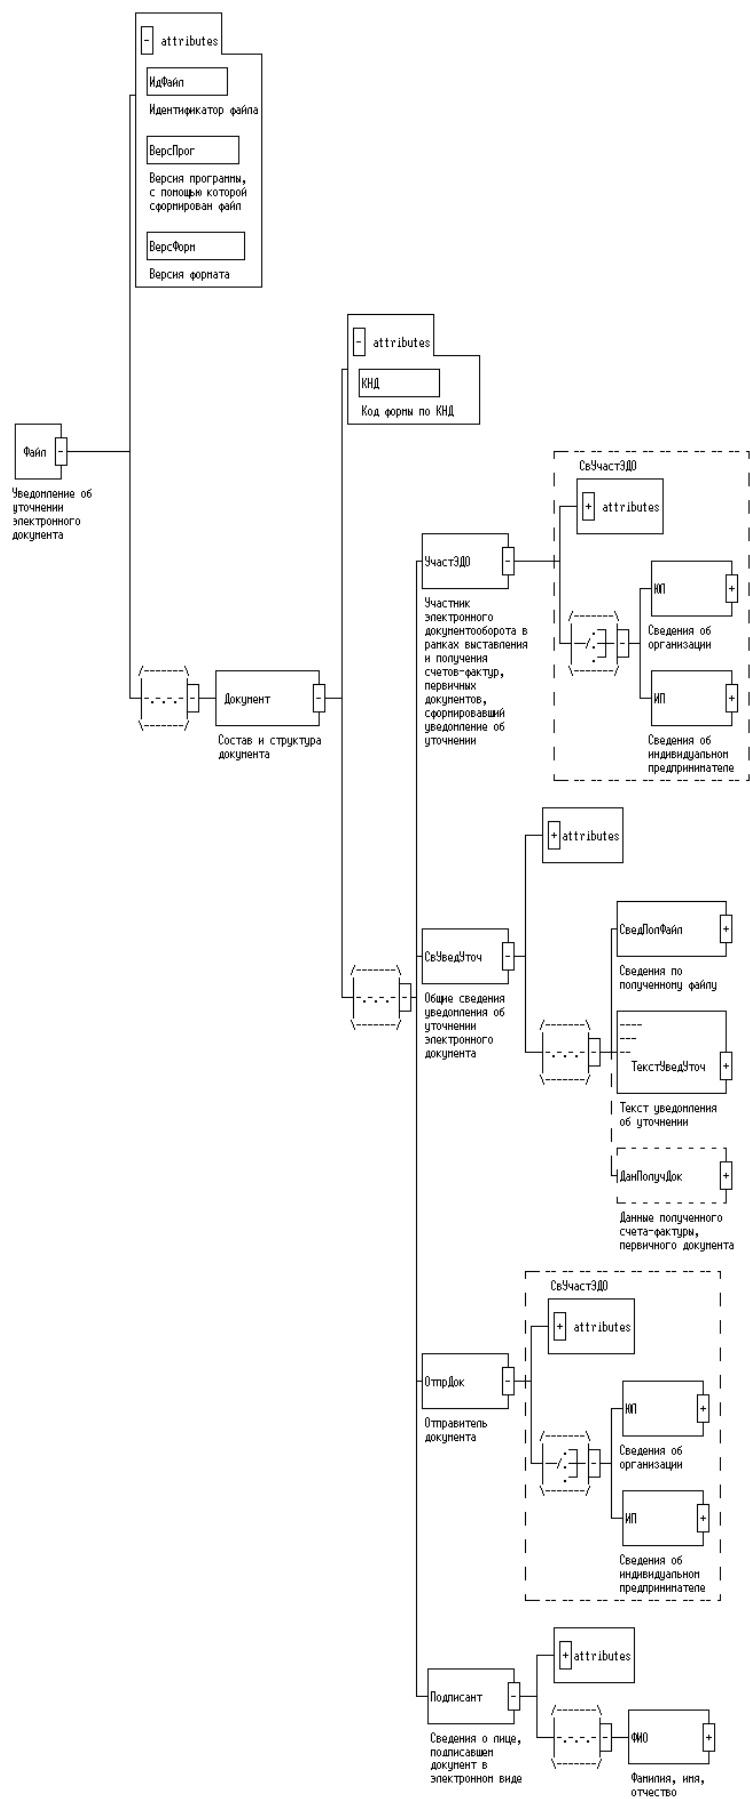 attributes
ИдФайл
Идентификатор файла
ВерсПрог
Версия программы,
с помощью которой
сформирован файл
ВерсФорм
Версия формата
attributes
КНД
Код формы по КНД
Файл
Уведомление об
уточнении
электронного
документа
СвУчастЭДО
attributes
УчастЭДО
Участник
электронного
документооборота в
рамках выставления
и получения
счетов-фактур,
первичных
документов,
сформировавший
уведомление об
уточнении
ЮЛ
Сведения об
организации
ИП
Сведения об
индивидуальном
предпринимателе
Документ
Состав и структура
документа
attributes
СвУведУточ
Общие сведения
уведомления об
уточнении
электронного
документа
СведПолФайл
Сведения по
полученному файлу
ТекстУведУточ
Текст уведомления
об уточнении
ДанПолучДок
Данные полученного
счета-фактуры,
первичного документа
СвУчастЭДО
attributes
ОтпрДок
Отправитель
документа
ЮЛ
Сведения об
организации
ИП
Сведения об
индивидуальном
предпринимателе
attributes
Подписант
Сведения о лице,
подписавшем
документ в
электронном виде
ФИО
Фамилия, имя,
отчество